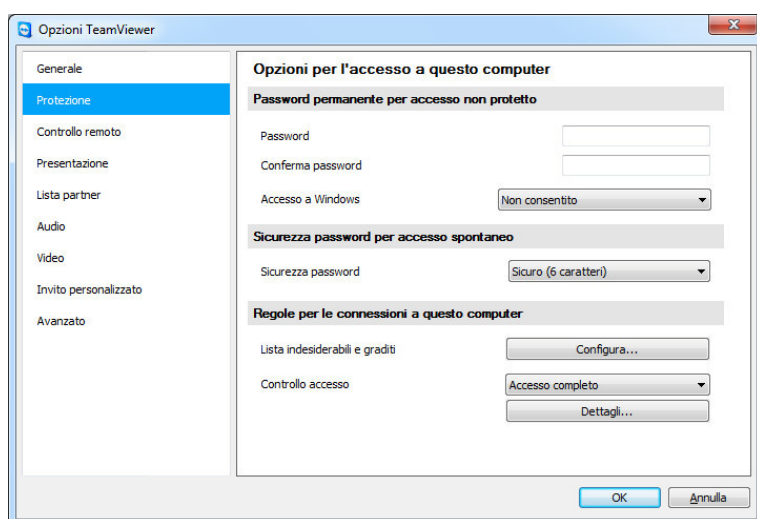 Opzioni TeamViewer
Generale
Protezione
Controllo remoto
Presentazione
Lista partner
Audio
Video
Invito personalizzato
Avanzato
Opzioni per l'accesso a questo computer
Password permanente per accesso non protetto
Password
Conferma password
Accesso a Windows
Non consentito
Sicurezza password per accesso spontaneo
Sicurezza password
Sicuro (6 caratteri)
Regole per le connessioni a questo computer
Lista indesiderabili e graditi
Configura...
Controllo accesso
Accesso completo
Dettagli...
OK
Annulla